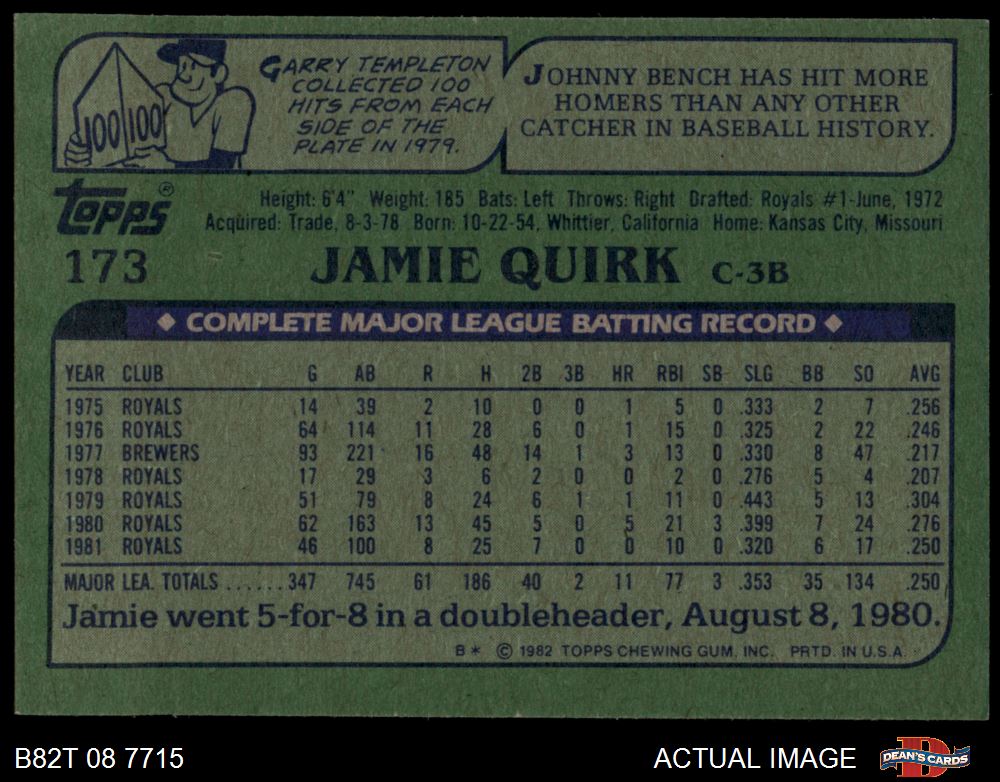 100 100
GARRY TEMPLETON
COLLECTED 100
HITS FROM EACH
SIDE OF THE
PLATE IN 1979.
JOHNNY BENCH HAS HIT MORE
HOMERS THAN ANY OTHER
CATCHER IN BASEBALL HISTORY.
Topps®
Height: 6'4" Weight: 185 Bats: Left Throws: Right Drafted: Royals #1-June, 1972
Acquired: Trade, 8-3-78 Born: 10-22-54, Whittier, California Home: Kansas City, Missouri
173 JAMIE QUIRK C-3B
◆ COMPLETE MAJOR LEAGUE BATTING RECORD ◆
YEAR CLUB G AB R H 2B 3B HR RBI SB SLG BB SO AVG
1975 ROYALS 14 39 2 10 0 0 1 5 0 .333 2 7 .256
1976 ROYALS 64 114 11 28 6 0 1 15 0 .325 2 22 .246
1977 BREWERS 93 221 16 48 14 1 3 13 0 .330 8 47 .217
1978 ROYALS 17 29 3 6 2 0 0 2 0 .276 5 4 .207
1979 ROYALS 51 79 8 24 6 1 1 11 0 .443 5 13 .304
1980 ROYALS 62 163 13 45 5 0 5 21 3 .399 7 24 .276
1981 ROYALS 46 100 8 25 7 0 0 10 0 .320 6 17 .250
MAJOR LEA. TOTALS ......347 745 61 186 40 2 11 77 3 .353 35 134 .250
Jamie went 5-for-8 in a doubleheader, August 8, 1980.
B* © 1982 TOPPS CHEWING GUM, INC. PRTD. IN U.S.A.
B82T 08 7715 ACTUAL IMAGE DEAN'S CARDS